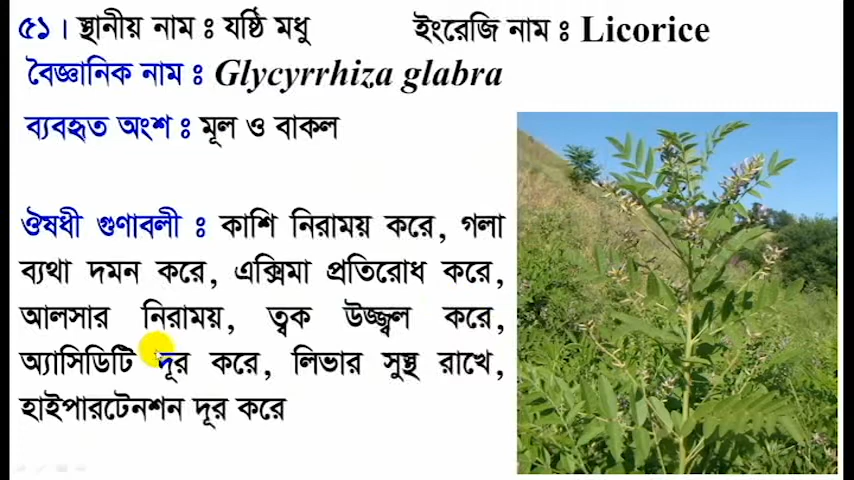 ৫১। স্থানীয় নাম : যষ্ঠি মধু ইংরেজি নাম : Licorice
বৈজ্ঞানিক নাম : Glycyrrhiza glabra
ব্যবহৃত অংশ : মূল ও বাকল
ঔষধী গুণাবলী : কাশি নিরাময় করে, গলা
ব্যথা দমন করে, এক্সিমা প্রতিরোধ করে,
আলসার নিরাময়, ত্বক উজ্জ্বল করে,
অ্যাসিডিটি দূর করে, লিভার সুস্থ রাখে,
হাইপারটেনশন দূর করে